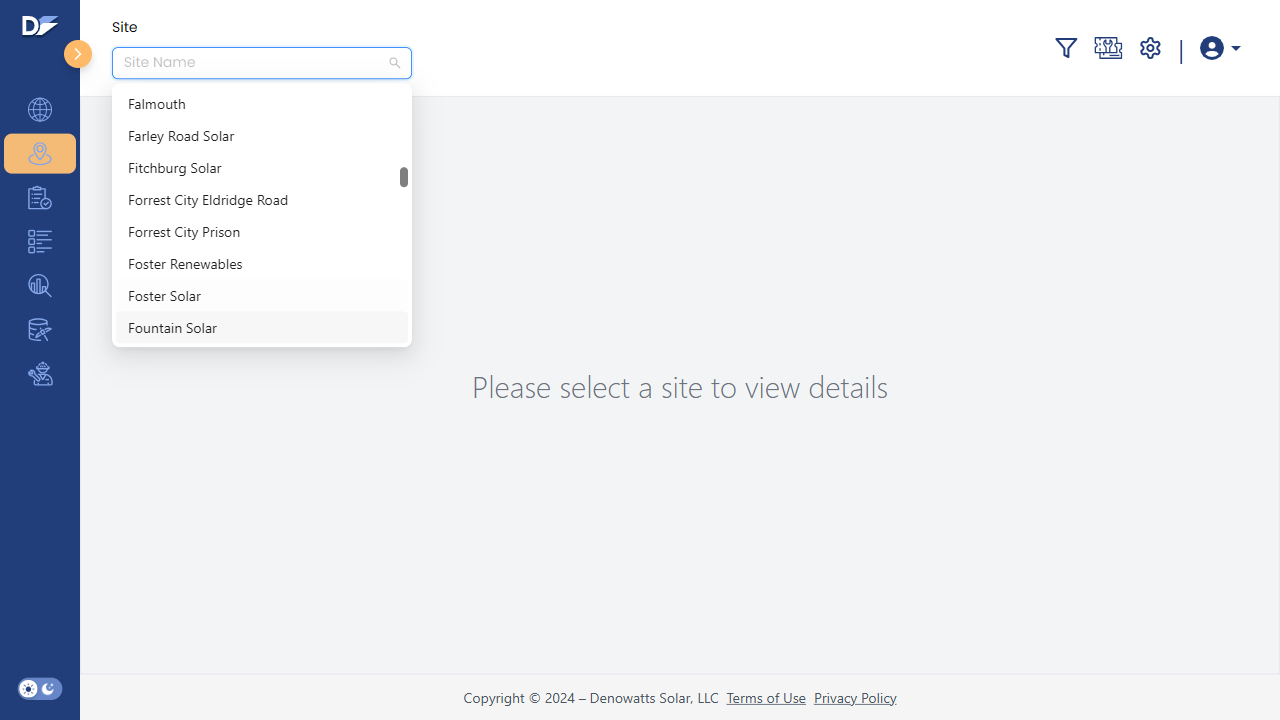 Site
Site Name
Falmouth
Farley Road Solar
Fitchburg Solar
Forrest City Eldridge Road
Forrest City Prison
Foster Renewables
Foster Solar
Fountain Solar
Please select a site to view details
Copyright © 2024 – Denowatts Solar, LLC Terms of Use Privacy Policy